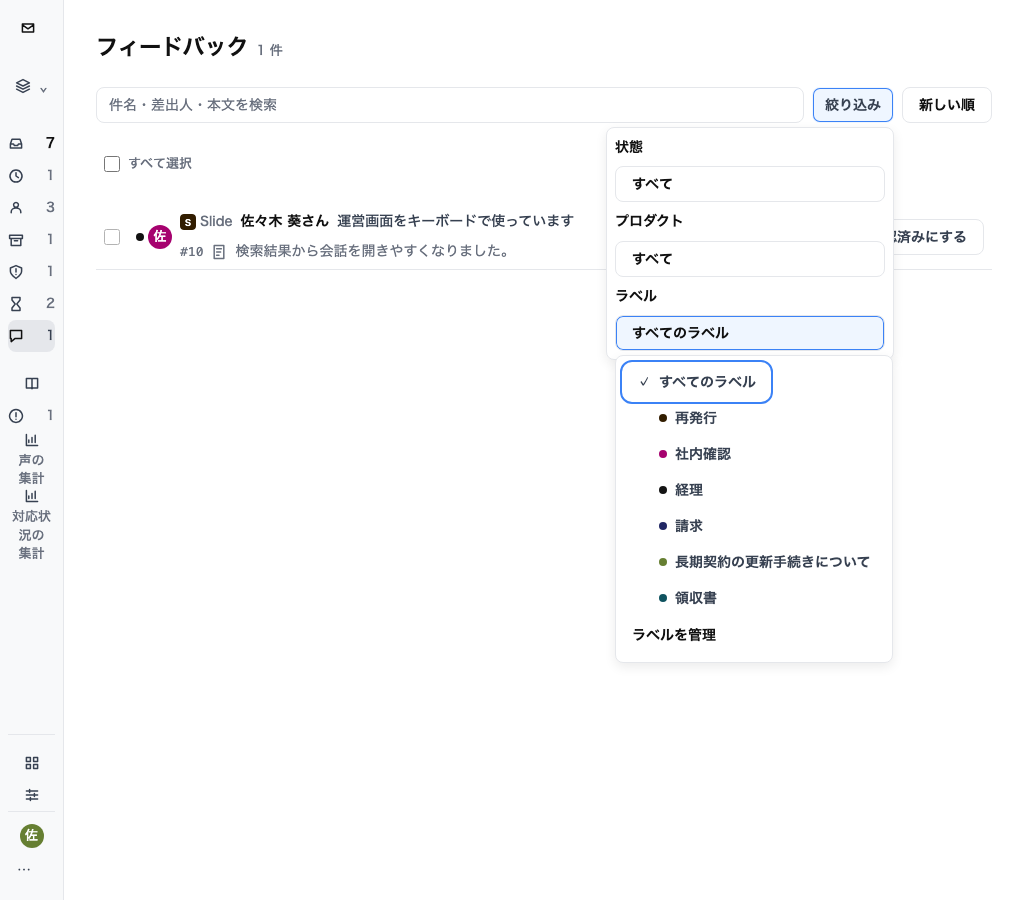 フィードバック 1 件
件名・差出人・本文を検索
絞り込み
新しい順
7
1
3
1
1
2
1
1
声の
集計
対応状
況の
集計
佐
…
すべて選択
佐
S Slide 佐々木 葵さん 運営画面をキーボードで使っています
#10 検索結果から会話を開きやすくなりました。
済みにする
状態
すべて
プロダクト
すべて
ラベル
すべてのラベル
✓ すべてのラベル
再発行
社内確認
経理
請求
長期契約の更新手続きについて
領収書
ラベルを管理